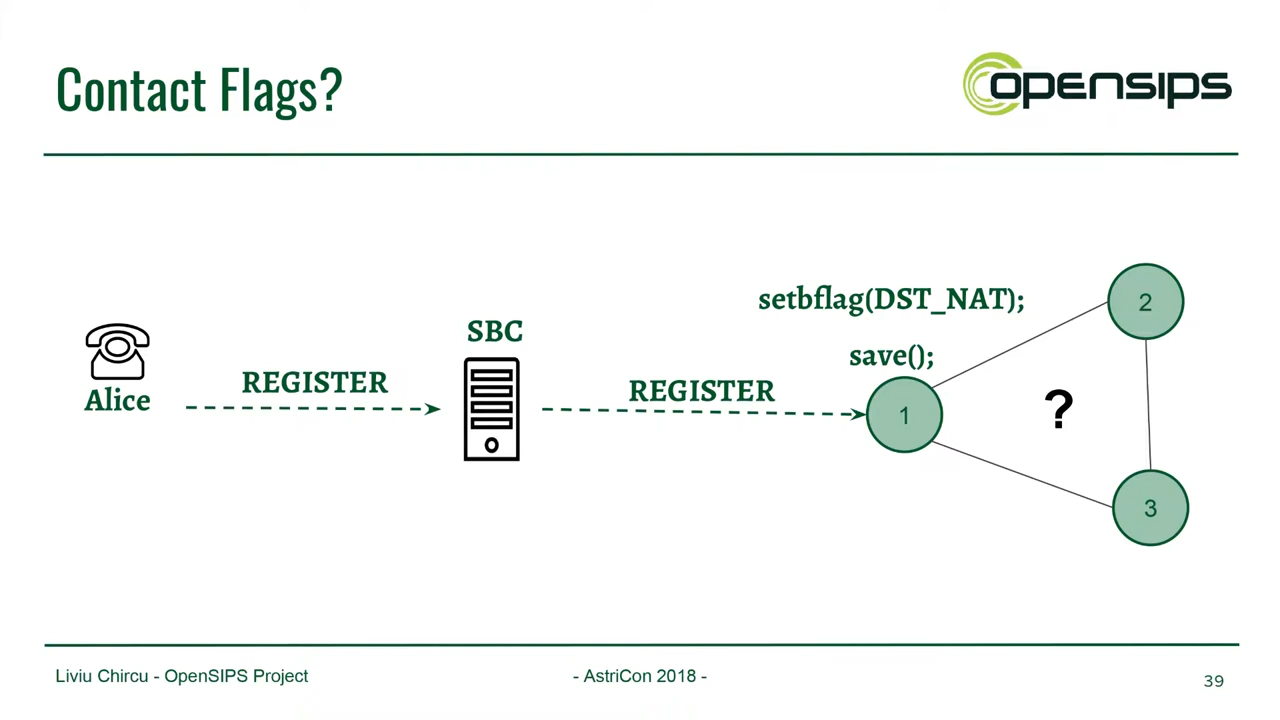 Contact Flags?
opensips
setbflag(DST_NAT);
SBC
save();
REGISTER
REGISTER
Alice
1
2
?
3
Liviu Chircu - OpenSIPS Project
- AstriCon 2018 -
39